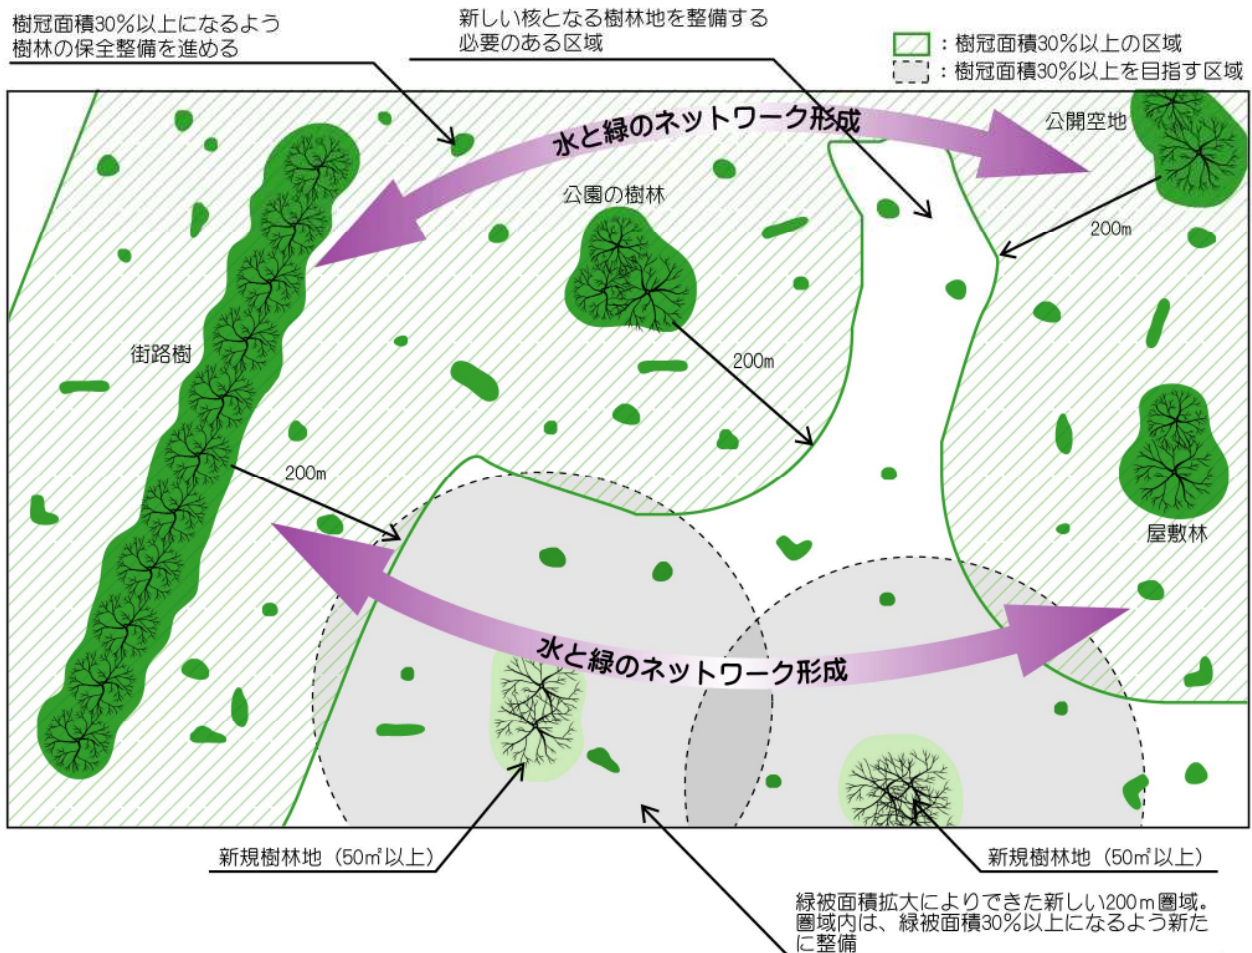 樹冠面積30％以上になるよう
樹林の保全整備を進める
新しい核となる樹林地を整備する
必要のある区域
：樹冠面積30％以上の区域
：樹冠面積30％以上を目指す区域
水と緑のネットワーク形成
公開空地
公園の樹林
200m
200m
街路樹
200m
屋敷林
水と緑のネットワーク形成
新規樹林地（50㎡以上）
新規樹林地（50㎡以上）
緑被面積拡大によりできた新しい200ｍ圏域。
圏域内は、緑被面積30％以上になるよう新た
に整備